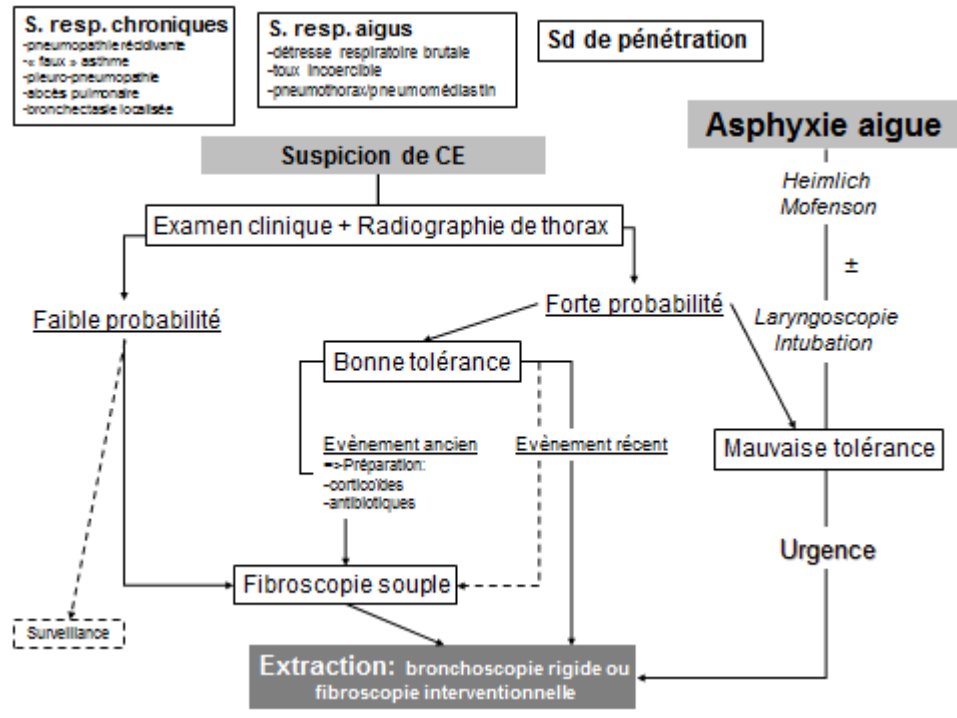 S. resp. chroniques
-pneumopathie récidivante
-« faux » asthme
-pleuro-pneumopathie
-abcès pulmonaire
-bronchectasie localisée
S. resp. aigus
-détresse respiratoire brutale
-toux incoercible
-pneumothorax/pneumomédiastin
Sd de pénétration
Asphyxie aigue
Suspicion de CE
Heimlich
Mofenson
Examen clinique + Radiographie de thorax
±
Faible probabilité
Forte probabilité
Laryngoscopie
Intubation
Bonne tolérance
Evènement ancien
=>Préparation:
-corticoïdes
-antibiotiques
Evènement récent
Mauvaise tolérance
Urgence
Fibroscopie souple
Surveillance
Extraction: bronchoscopie rigide ou
fibroscopie interventionnelle